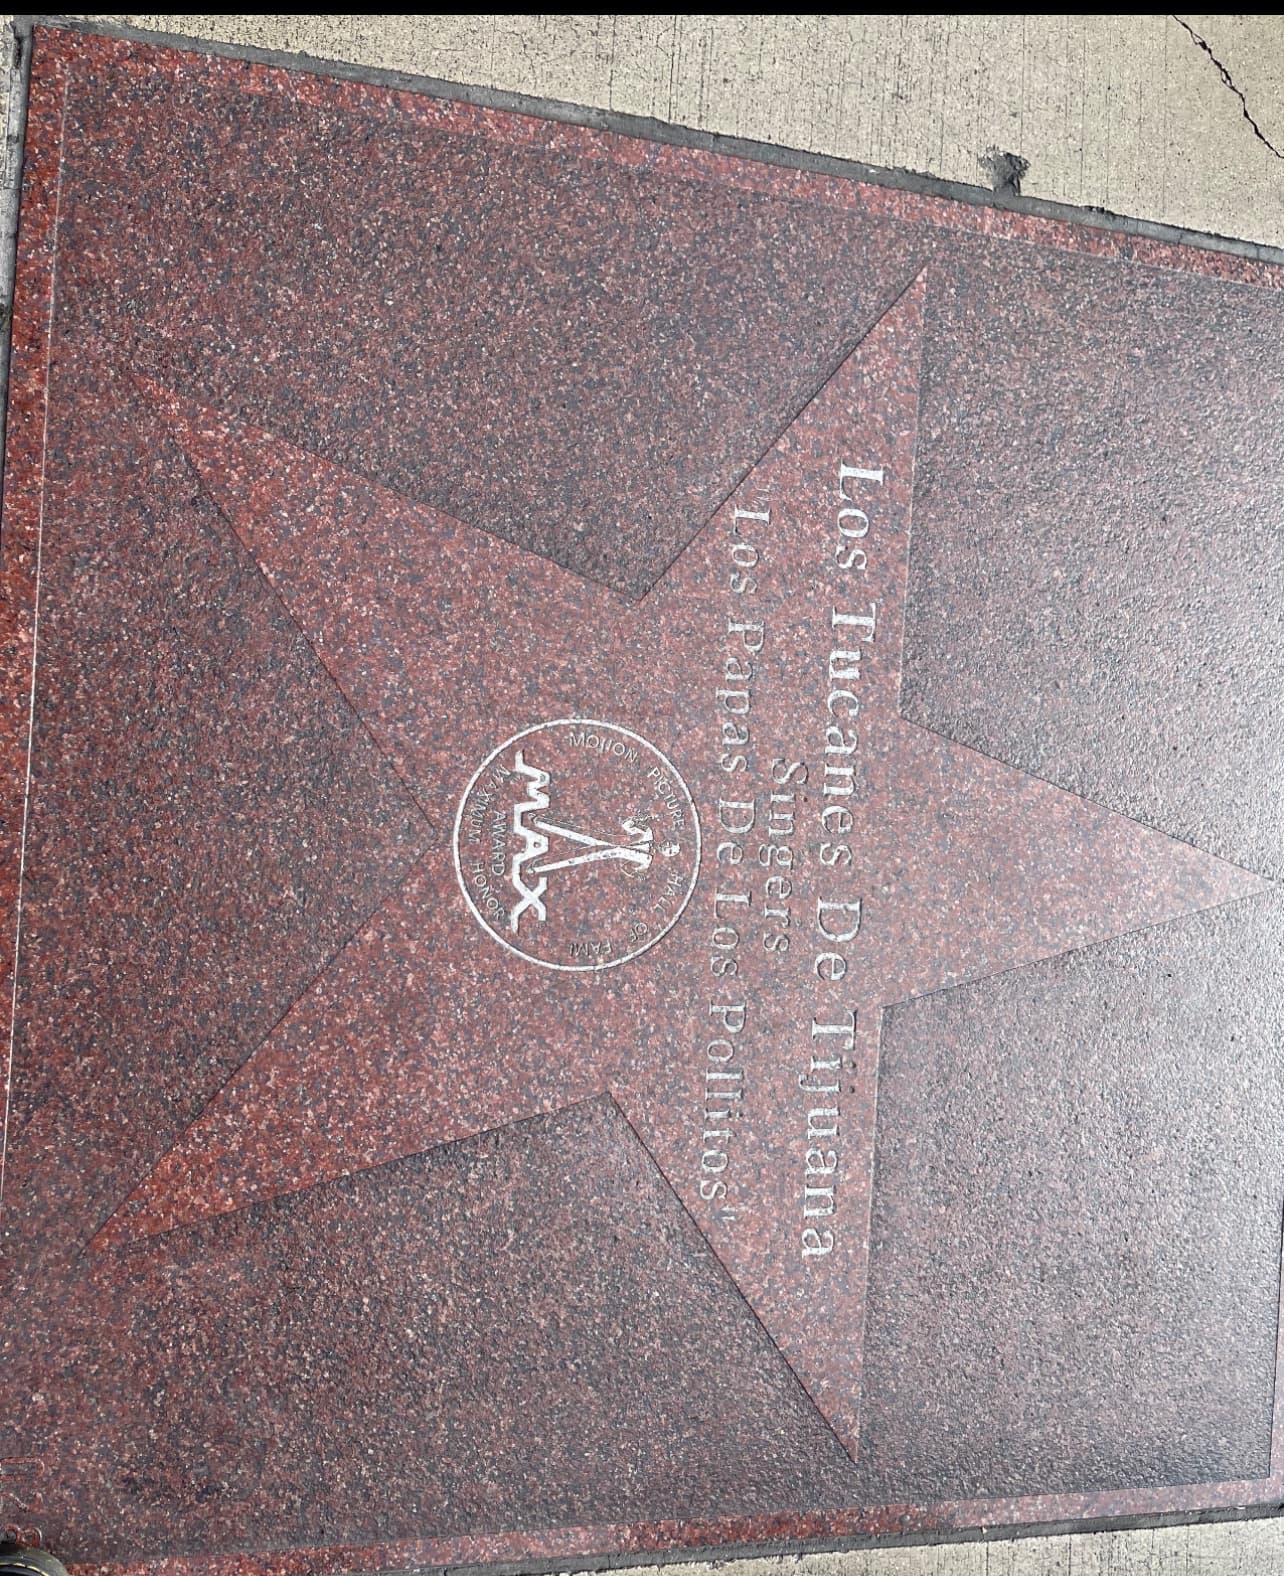 Los Tucanes De Tijuana
Singers
"Los Papas De Los Pollitos"
MOTION PICTURE HALL OF FAME
MAX
AWARD
MAXIMUM HONOR